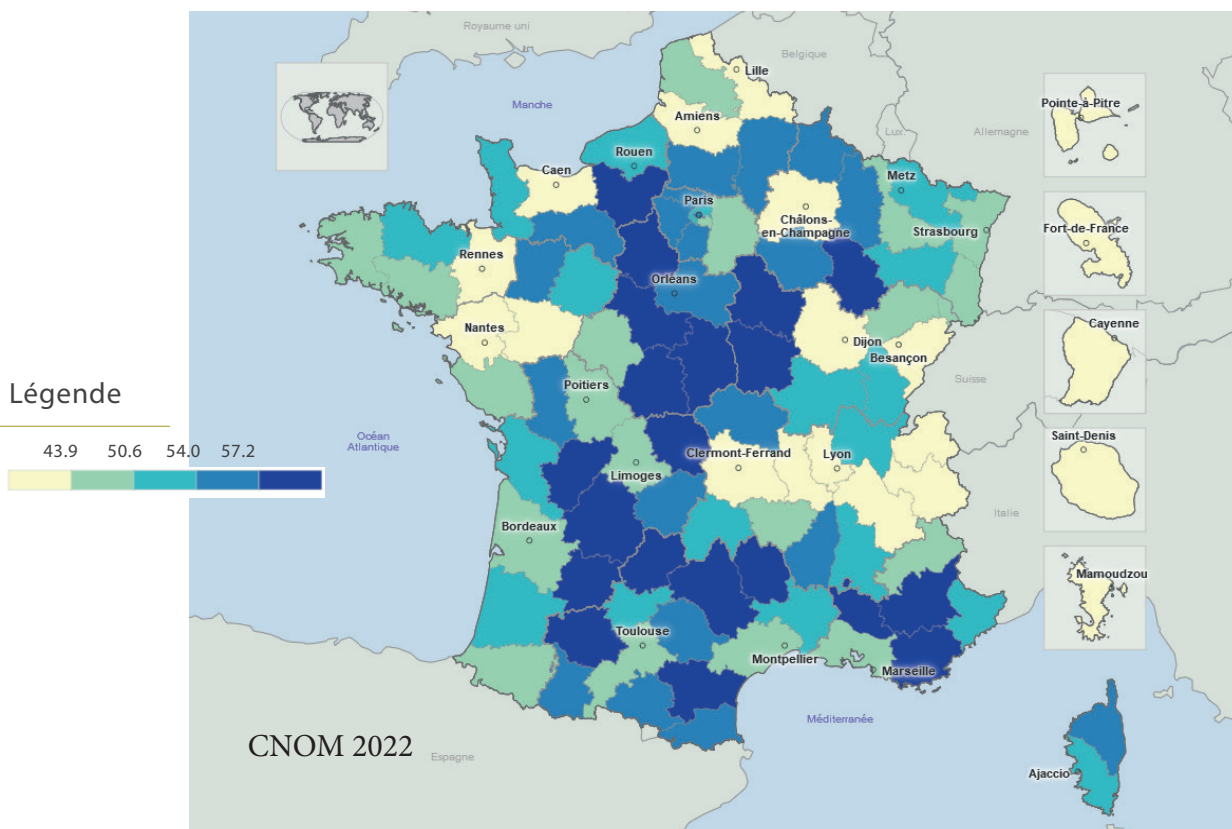 Royaume uni
Belgique
Lille
Manche
Amiens
Lux.
Allemagne
Pointe-à-Pitre
Rouen
Caen
Metz
Paris
Châlons-
en-Champagne
Strasbourg
Fort-de-France
Rennes
Orléans
Cayenne
Nantes
Dijon
Besançon
Suisse
Légende
Poitiers
43.9 50.6 54.0 57.2
Océan
Atlantique
Clermont-Ferrand
Lyon
Limoges
Saint-Denis
Italie
Bordeaux
Mamoudzou
Toulouse
Montpellier
Marseille
Méditerranée
CNOM 2022
Espagne
Ajaccio